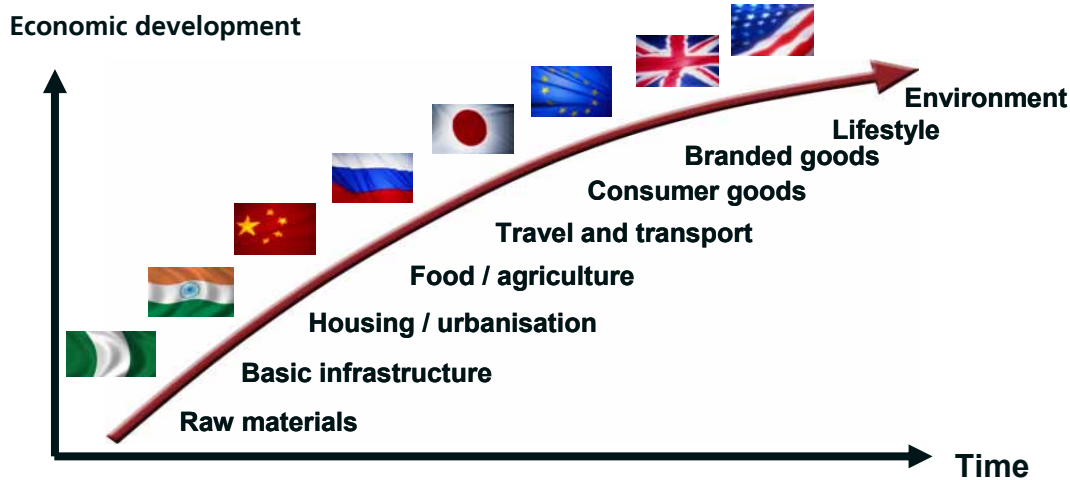 Economic development
Environment
Lifestyle
Branded goods
Consumer goods
Travel and transport
Food / agriculture
Housing / urbanisation
Basic infrastructure
Raw materials
Time